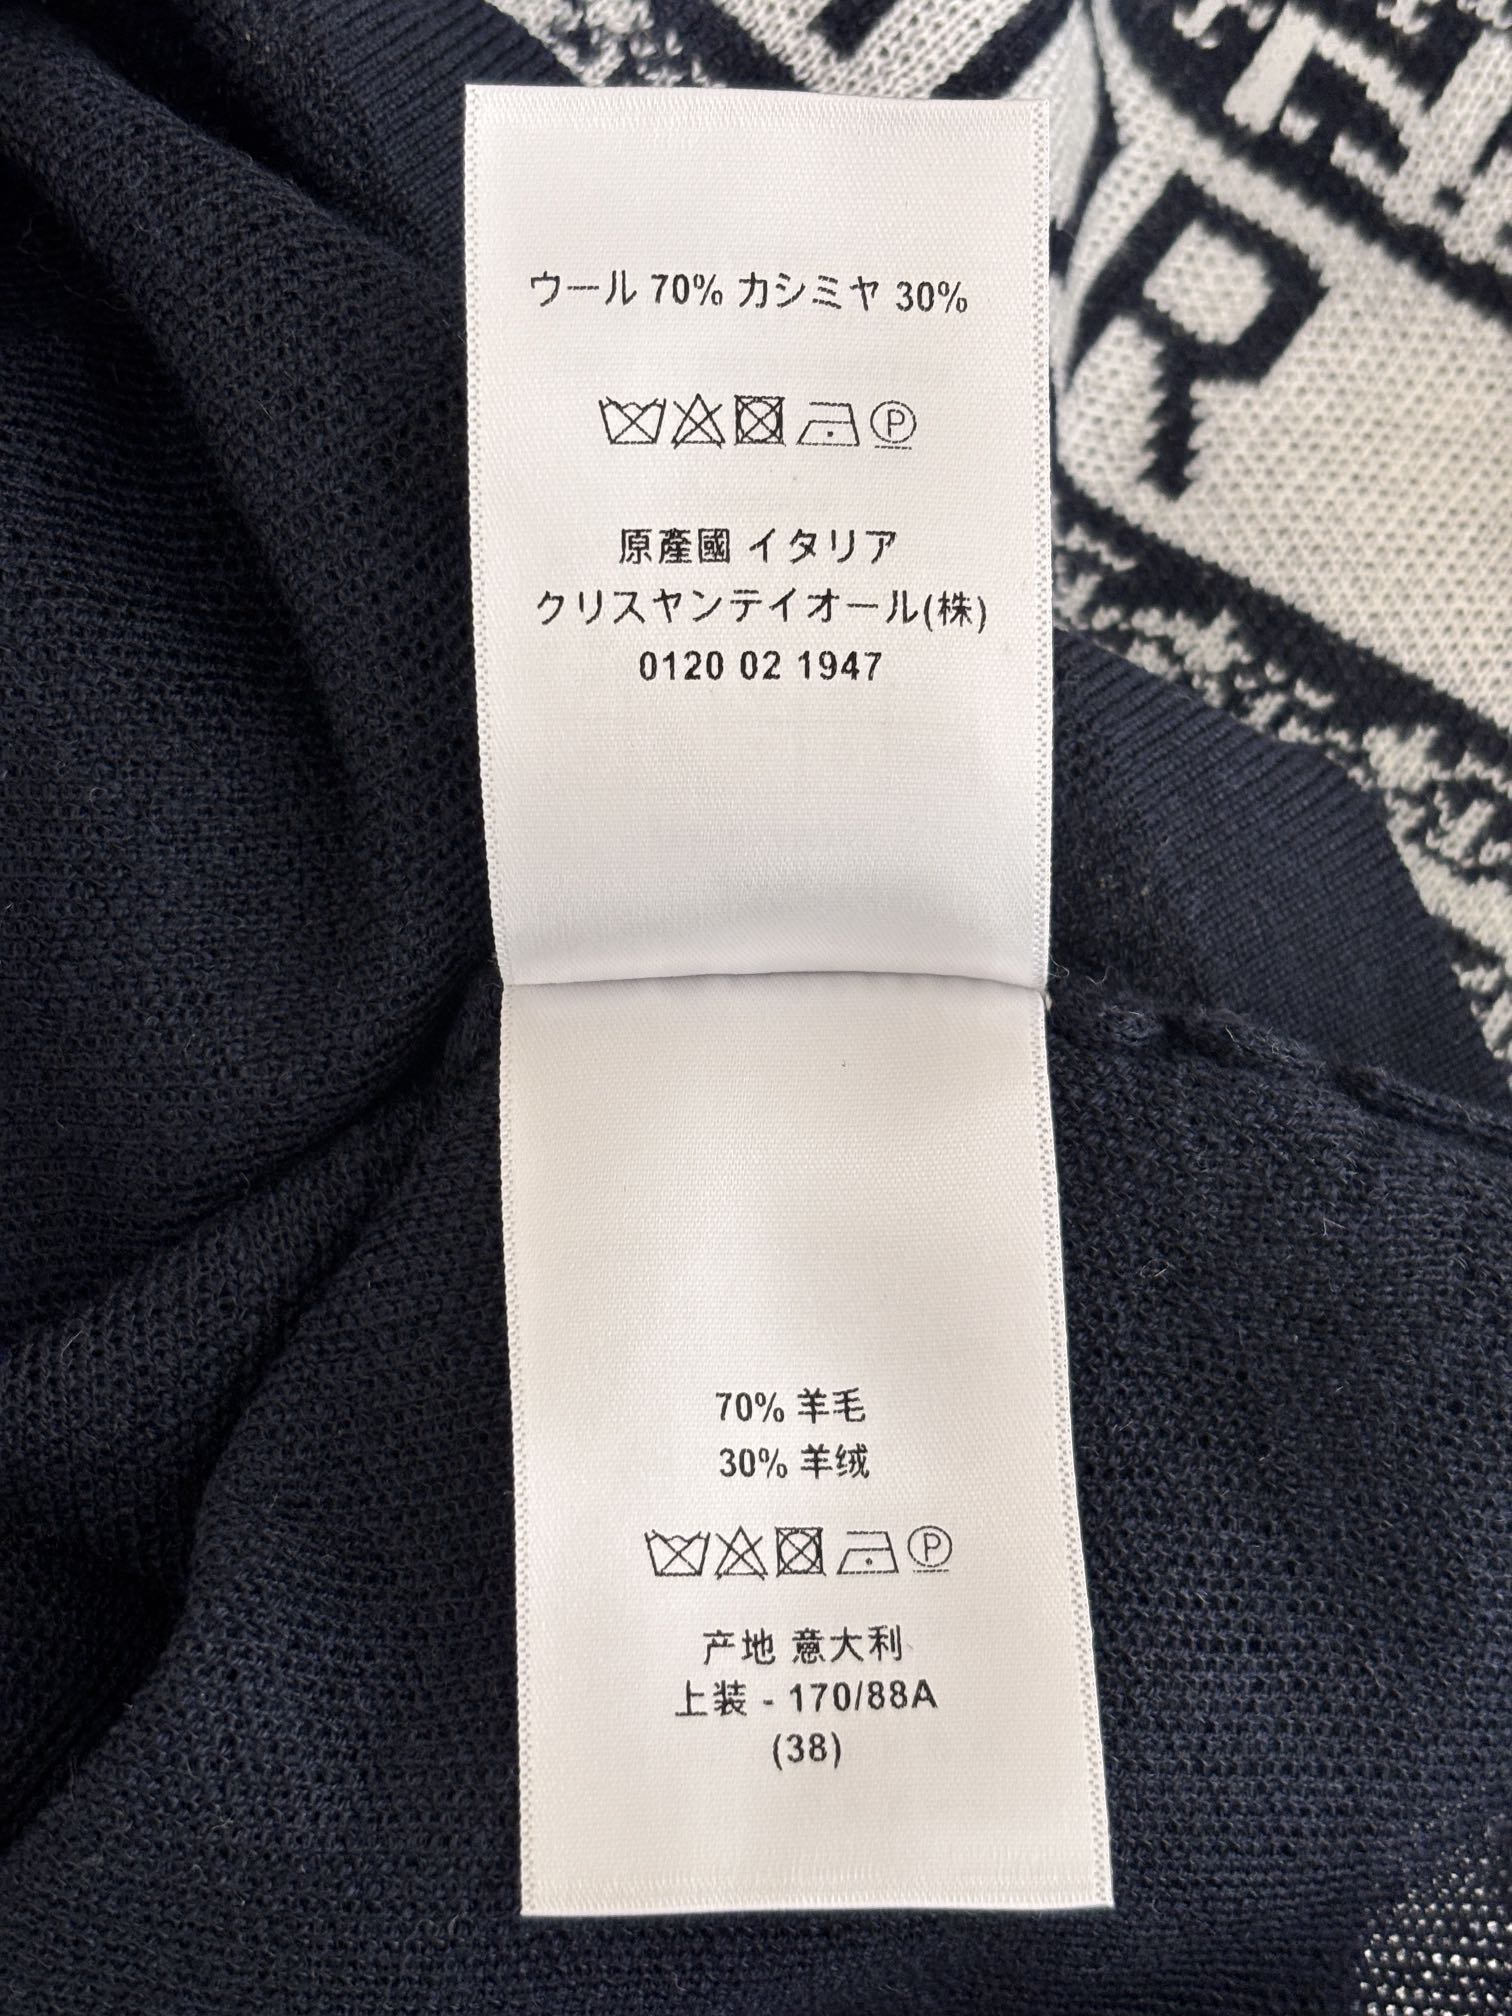 R
ウール 70% カシミヤ 30%
P
原產國 イタリア
クリスヤンテイオール(株)
0120 02 1947
70% 羊毛
30% 羊绒
P
产地 意大利
上装 - 170/88A
(38)